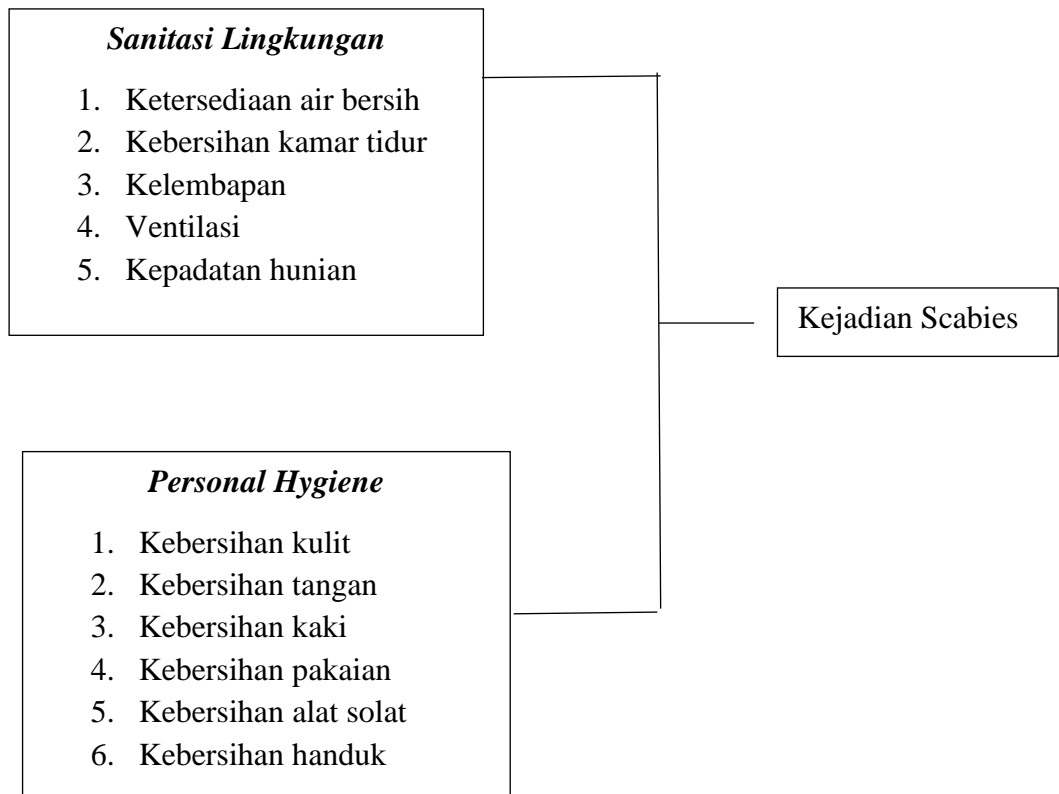 Sanitasi Lingkungan
1. Ketersediaan air bersih
2. Kebersihan kamar tidur
3. Kelembapan
4. Ventilasi
5. Kepadatan hunian
Kejadian Scabies
Personal Hygiene
1. Kebersihan kulit
2. Kebersihan tangan
3. Kebersihan kaki
4. Kebersihan pakaian
5. Kebersihan alat solat
6. Kebersihan handuk